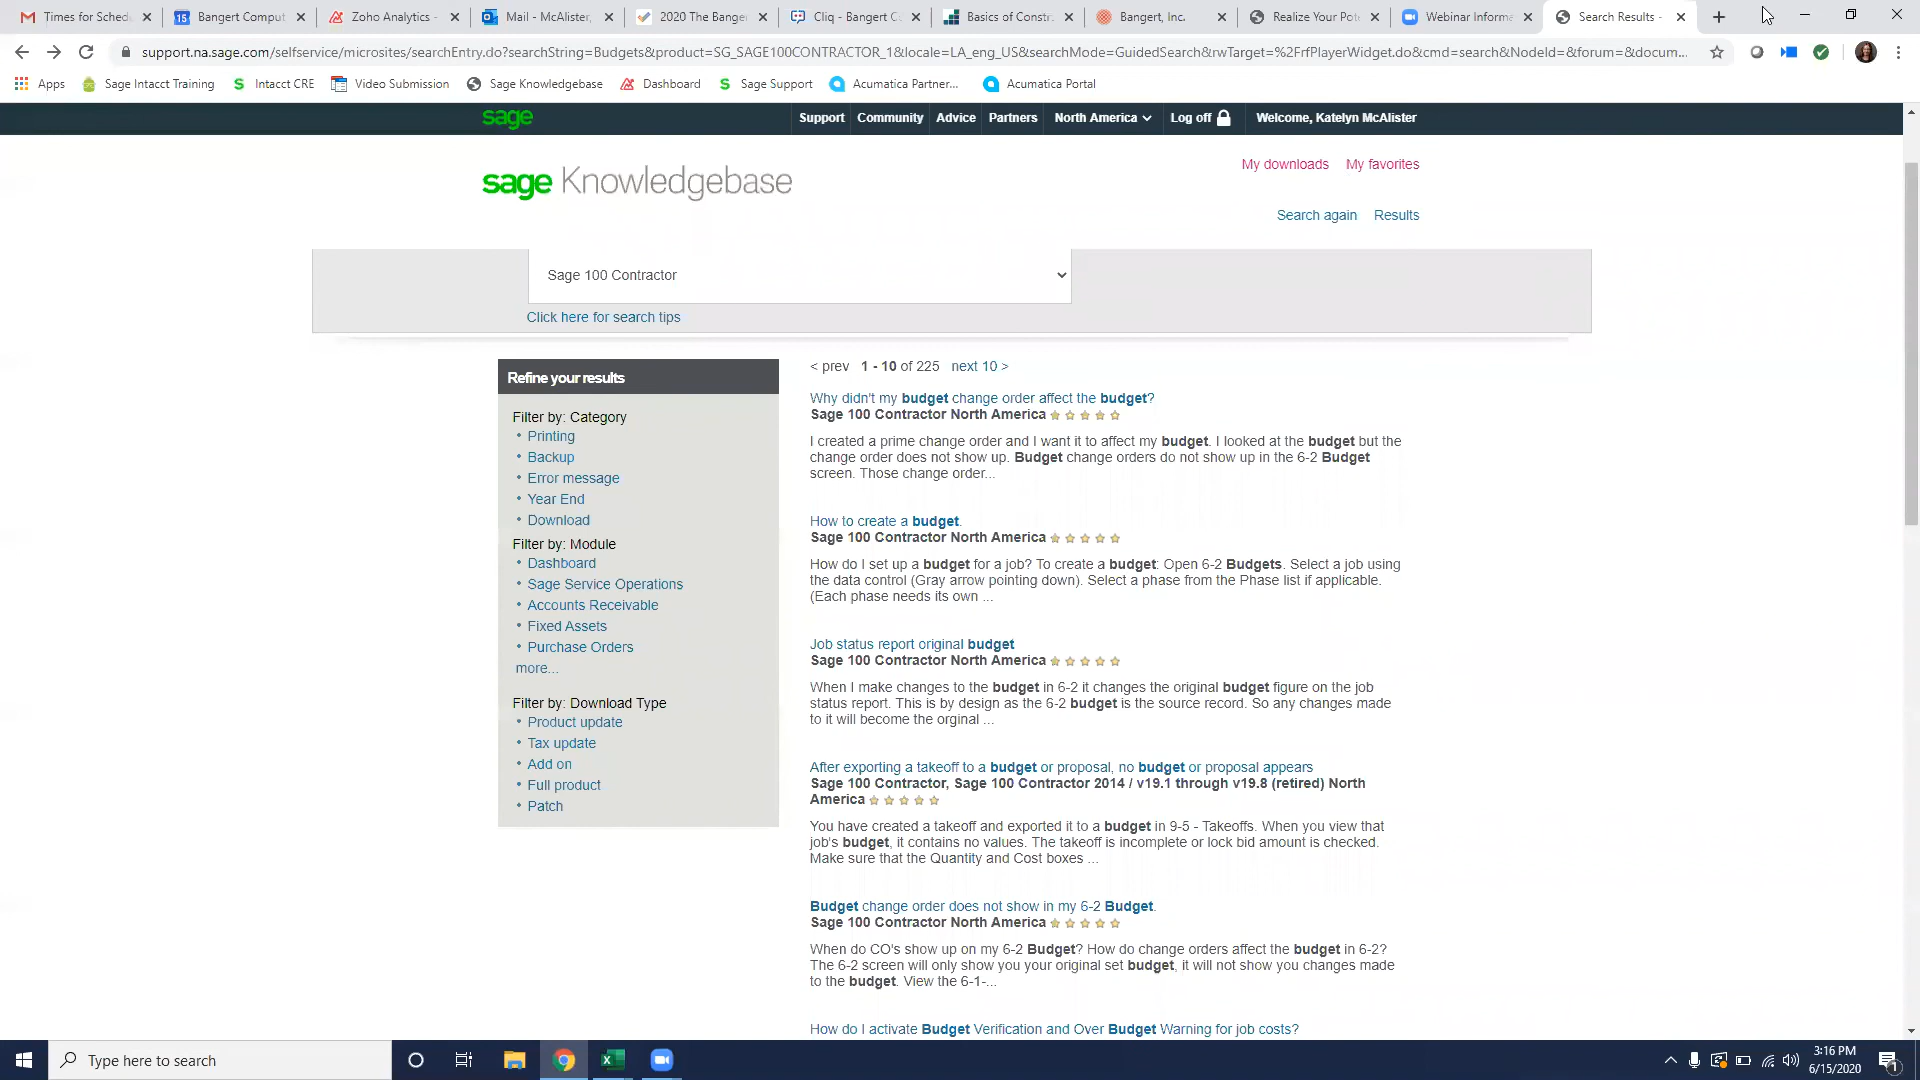 Times for Sched
Bangert Comput
Zoho Analytics -
Mail - McAlister,
2020 The Bange
Cliq - Bangert C
Basics of Constr
Bangert, Inc.
Realize Your Pot
Webinar Informa
Search Results -
support.na.sage.com/selfservice/microsites/searchEntry.do?searchString=Budgets&product=SG_SAGE100CONTRACTOR_1&locale=LA_eng_US&searchMode=GuidedSearch&rwTarget=%2FrfPlayerWidget.do&cmd=search&NodeId=&forum=&docum...
Apps
Sage Intacct Training
Intacct CRE
Video Submission
Sage Knowledgebase
Dashboard
Sage Support
Acumatica Partner...
Acumatica Portal
sage
Support
Community
Advice
Partners
North America
Log off
Welcome, Katelyn McAlister
sage Knowledgebase
My downloads
My favorites
Search again
Results
Sage 100 Contractor
Click here for search tips
Refine your results
Filter by: Category
• Printing
• Backup
• Error message
• Year End
• Download
Filter by: Module
• Dashboard
• Sage Service Operations
• Accounts Receivable
• Fixed Assets
• Purchase Orders
more...
Filter by: Download Type
• Product update
• Tax update
• Add on
• Full product
• Patch
< prev 1 - 10 of 225 next 10 >
Why didn't my budget change order affect the budget?
Sage 100 Contractor North America
I created a prime change order and I want it to affect my budget. I looked at the budget but the
change order does not show up. Budget change orders do not show up in the 6-2 Budget
screen. Those change order...
How to create a budget.
Sage 100 Contractor North America
How do I set up a budget for a job? To create a budget: Open 6-2 Budgets. Select a job using
the data control (Gray arrow pointing down). Select a phase from the Phase list if applicable.
(Each phase needs its own ...
Job status report original budget
Sage 100 Contractor North America
When I make changes to the budget in 6-2 it changes the original budget figure on the job
status report. This is by design as the 6-2 budget is the source record. So any changes made
to it will become the orginal ...
After exporting a takeoff to a budget or proposal, no budget or proposal appears
Sage 100 Contractor, Sage 100 Contractor 2014 / v19.1 through v19.8 (retired) North
America
You have created a takeoff and exported it to a budget in 9-5 - Takeoffs. When you view that
job's budget, it contains no values. The takeoff is incomplete or lock bid amount is checked.
Make sure that the Quantity and Cost boxes ...
Budget change order does not show in my 6-2 Budget.
Sage 100 Contractor North America
When do CO's show up on my 6-2 Budget? How do change orders affect the budget in 6-2?
The 6-2 screen will only show you your original set budget, it will not show you changes made
to the budget. View the 6-1-...
How do I activate Budget Verification and Over Budget Warning for job costs?
Type here to search
3:16 PM
6/15/2020
1